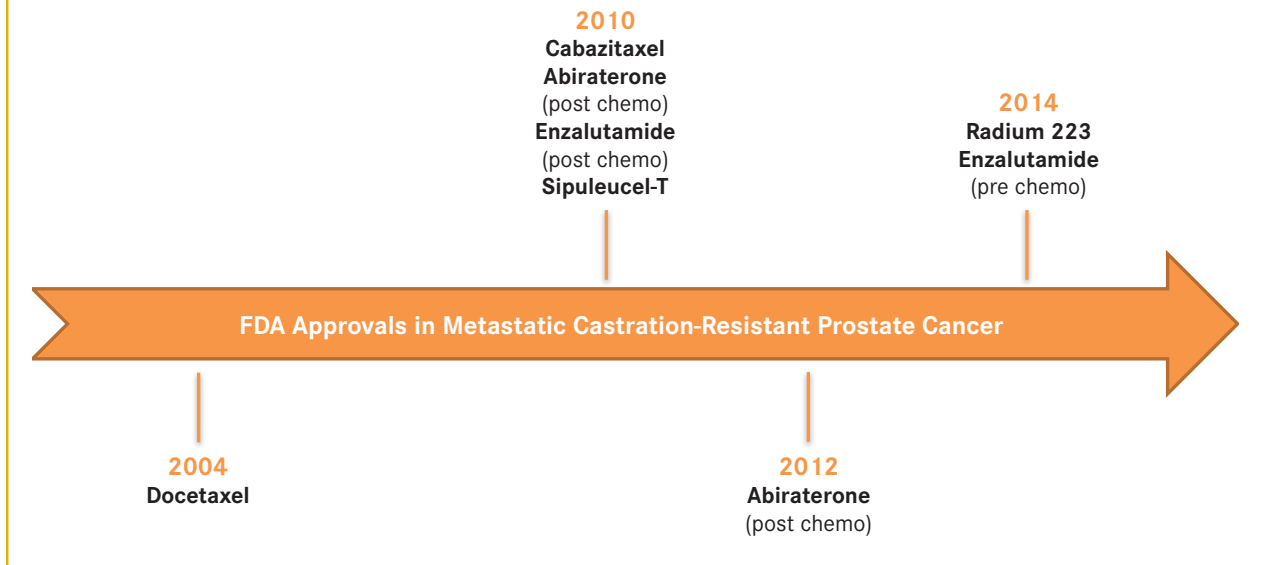 2010
Cabazitaxel
Abiraterone
(post chemo)
Enzalutamide
(post chemo)
Sipuleucel-T
2014
Radium 223
Enzalutamide
(pre chemo)
FDA Approvals in Metastatic Castration-Resistant Prostate Cancer
2004
Docetaxel
2012
Abiraterone
(post chemo)